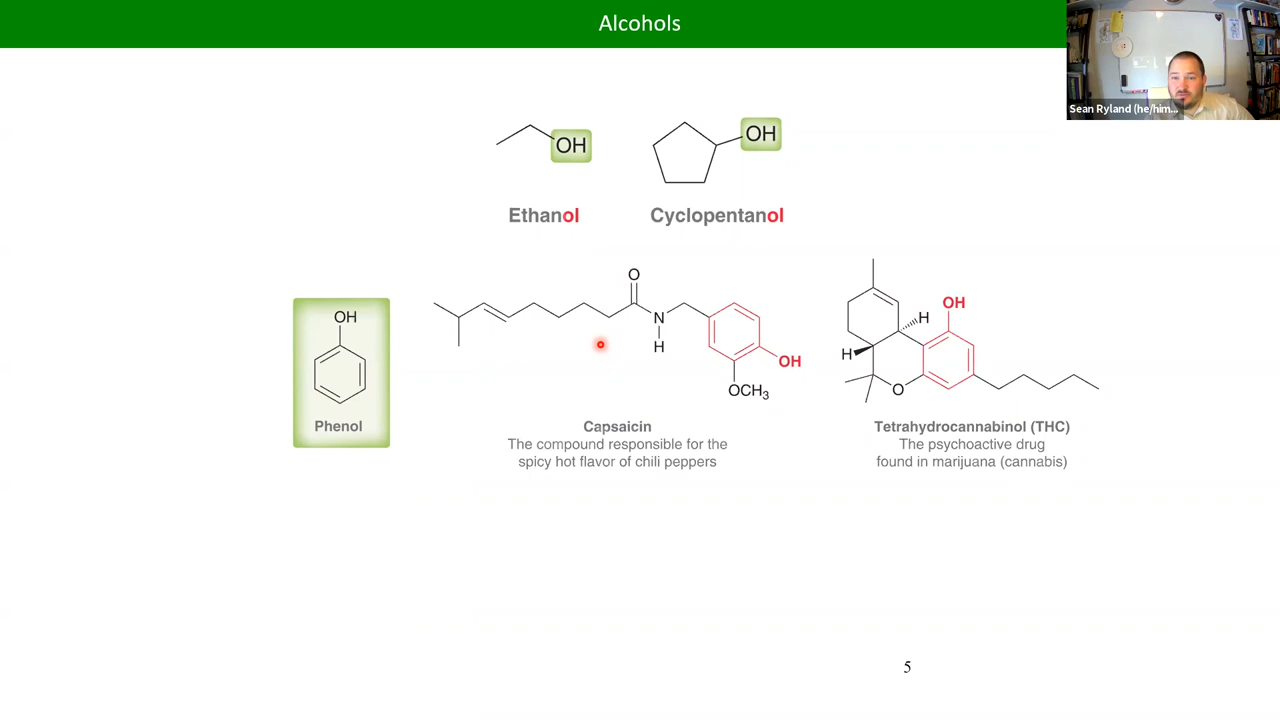 Alcohols
Sean Ryland (he/him...
OH
OH
Ethanol
Cyclopentanol
OH
Phenol
O
N
H
OH
OCH3
Capsaicin
The compound responsible for the
spicy hot flavor of chili peppers
OH
H
H
O
Tetrahydrocannabinol (THC)
The psychoactive drug
found in marijuana (cannabis)
5